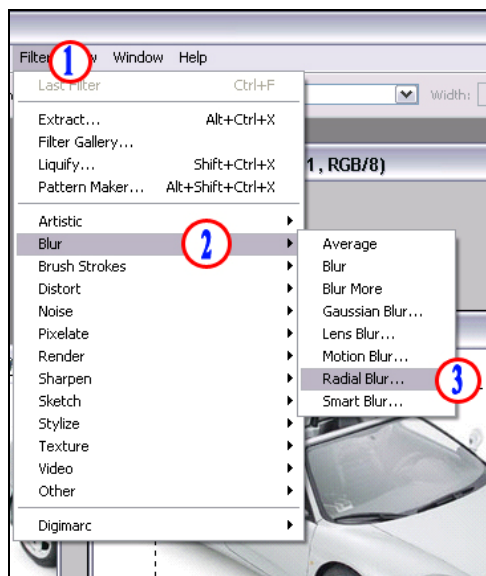 Filter Window Help
1
Last Filter Ctrl+F
Width:
Extract... Alt+Ctrl+X
Filter Gallery...
Liquify... Shift+Ctrl+X
1, RGB/8)
Pattern Maker... Alt+Shift+Ctrl+X
Artistic
Blur
2
Brush Strokes
Distort
Noise
Pixelate
Render
Sharpen
Sketch
Stylize
Texture
Video
Other
Digimarc
Average
Blur
Blur More
Gaussian Blur...
Lens Blur...
Motion Blur...
Radial Blur...
3
Smart Blur...